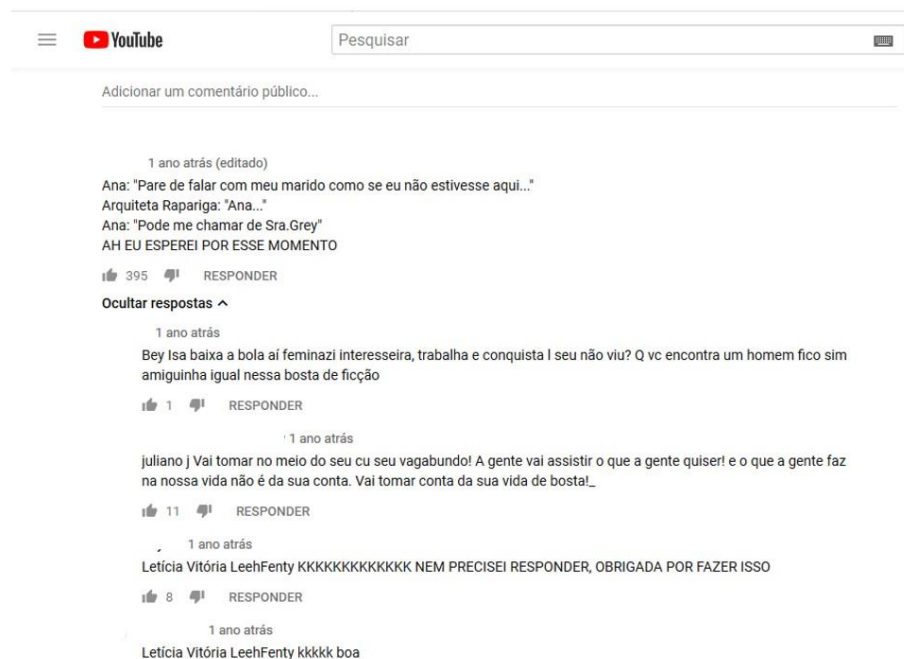 YouTube
Pesquisar
Adicionar um comentário público...
1 ano atrás (editado)
Ana: "Pare de falar com meu marido como se eu não estivesse aqui..."
Arquiteta Rapariga: "Ana..."
Ana: "Pode me chamar de Sra.Grey"
AH EU ESPEREI POR ESSE MOMENTO
395 RESPONDER
Ocultar respostas
1 ano atrás
Bey Isa baixa a bola aí feminazi interesseira, trabalha e conquista l seu não viu? Q vc encontra um homem fico sim
amiguinha igual nessa bosta de ficção
1 RESPONDER
1 ano atrás
juliano j Vai tomar no meio do seu cu seu vagabundo! A gente vai assistir o que a gente quiser! e o que a gente faz
na nossa vida não é da sua conta. Vai tomar conta da sua vida de bosta!_
11 RESPONDER
1 ano atrás
Letícia Vitória LeehFenty KKKKKKKKKKKKK NEM PRECISEI RESPONDER, OBRIGADA POR FAZER ISSO
8 RESPONDER
1 ano atrás
Letícia Vitória LeehFenty kkkkk boa